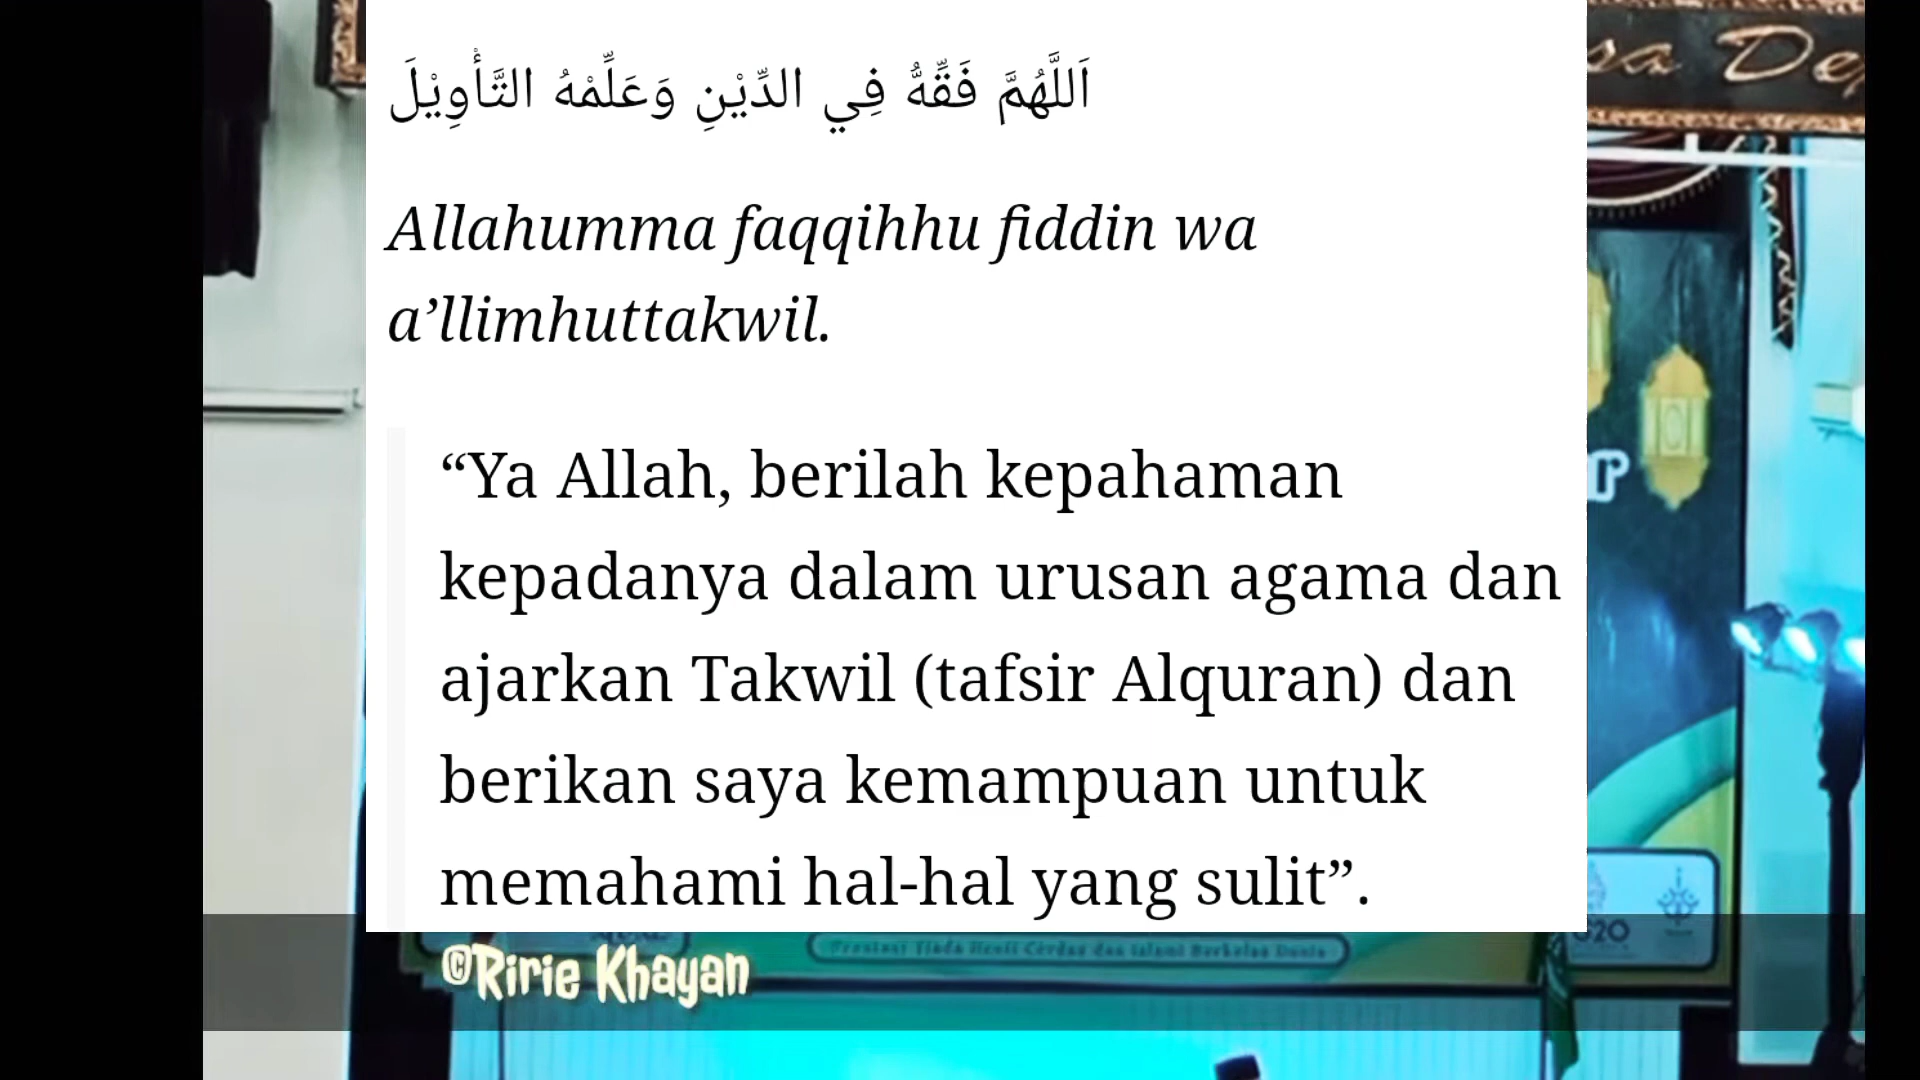 اَللَّهُمَّ فَقِّهُّ فِي الدِّيْنِ وَعَلِّمْهُ التَّأْوِيْلَ
Allahumma faqqihhu fiddin wa
a’llimhuttakwil.
“Ya Allah, berilah kepahaman
kepadanya dalam urusan agama dan
ajarkan Takwil (tafsir Alquran) dan
berikan saya kemampuan untuk
memahami hal-hal yang sulit”.
©Ririe Khayan